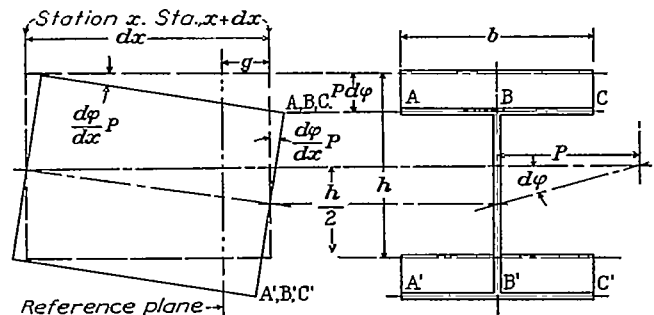 Station x. Sta., x+dx
dx
g
b
A,B,C.
Pdφ
A
B
C
dφ/dx P
dφ/dx P
h
P
dφ
h/2
A',B'C'
A'
B'
C'
Reference plane